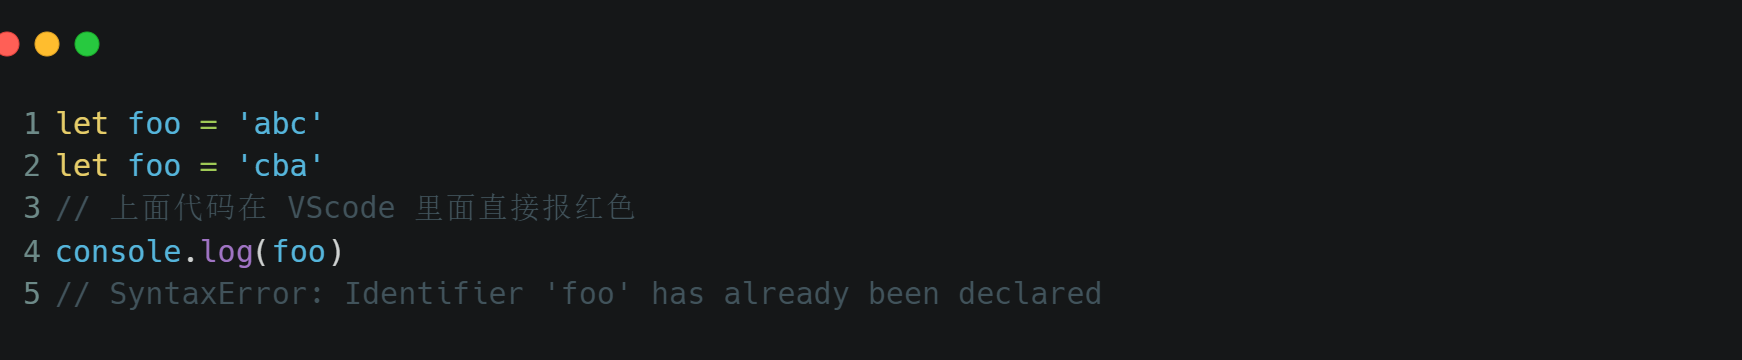 1 let foo = 'abc'
2 let foo = 'cba'
3 // 上面代码在 VScode 里面直接报红色
4 console.log(foo)
5 // SyntaxError: Identifier 'foo' has already been declared